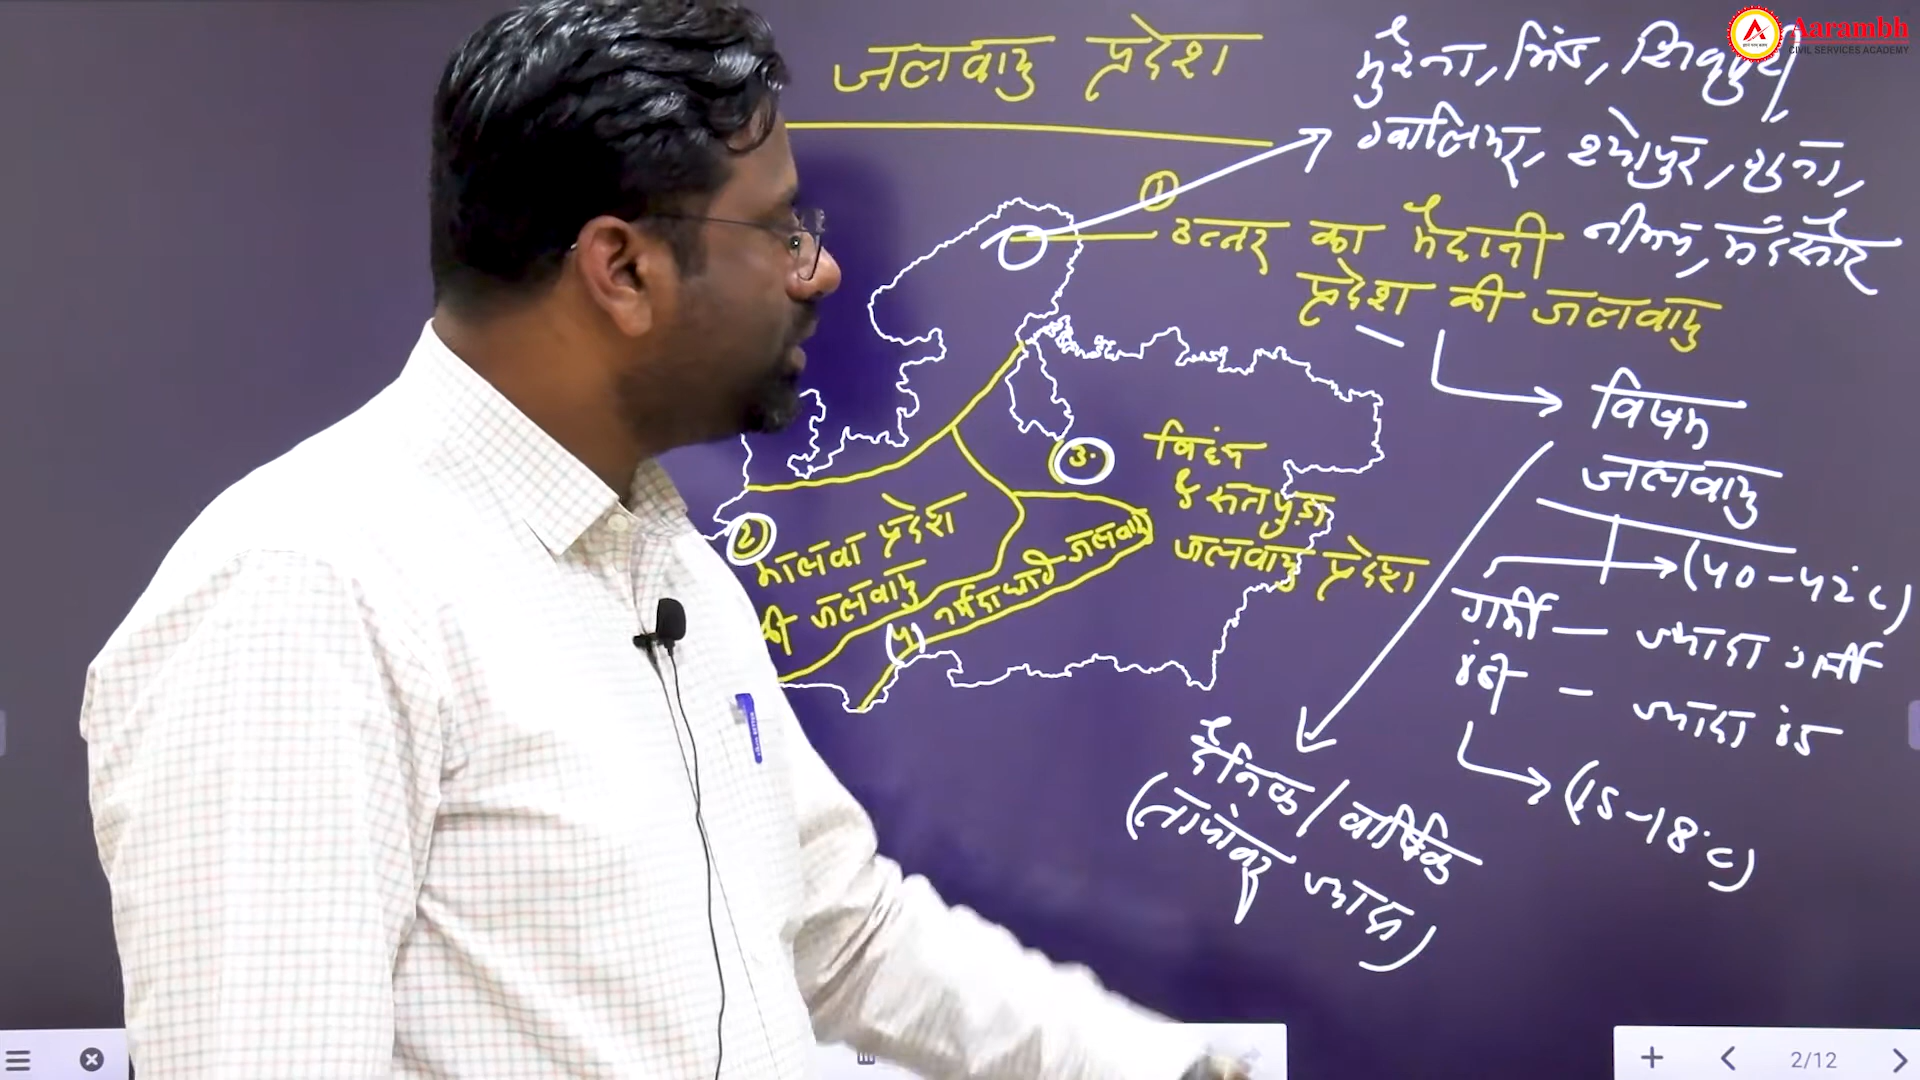 Aarambh
CIVIL SERVICES ACADEMY
जलवायु प्रदेश
मुरैना, भिंड, शिवपुरी,
ग्वालियर, श्योपुर, गुना,
नीमच, मंदसौर
①
उत्तर का मैदानी
प्रदेश की जलवायु
विषम
जलवायु
(40-42°C)
गर्मी — ज्यादा गर्मी
ठंडी — ज्यादा ठंड
(15-18°C)
दैनिक / वार्षिक
(तापांतर ज्यादा)
②
मालवा प्रदेश
की जलवायु
3.
विंध्य
& सतपुड़ा
जलवायु प्रदेश
(4)
नर्मदा घाटी जलवायु
2/12